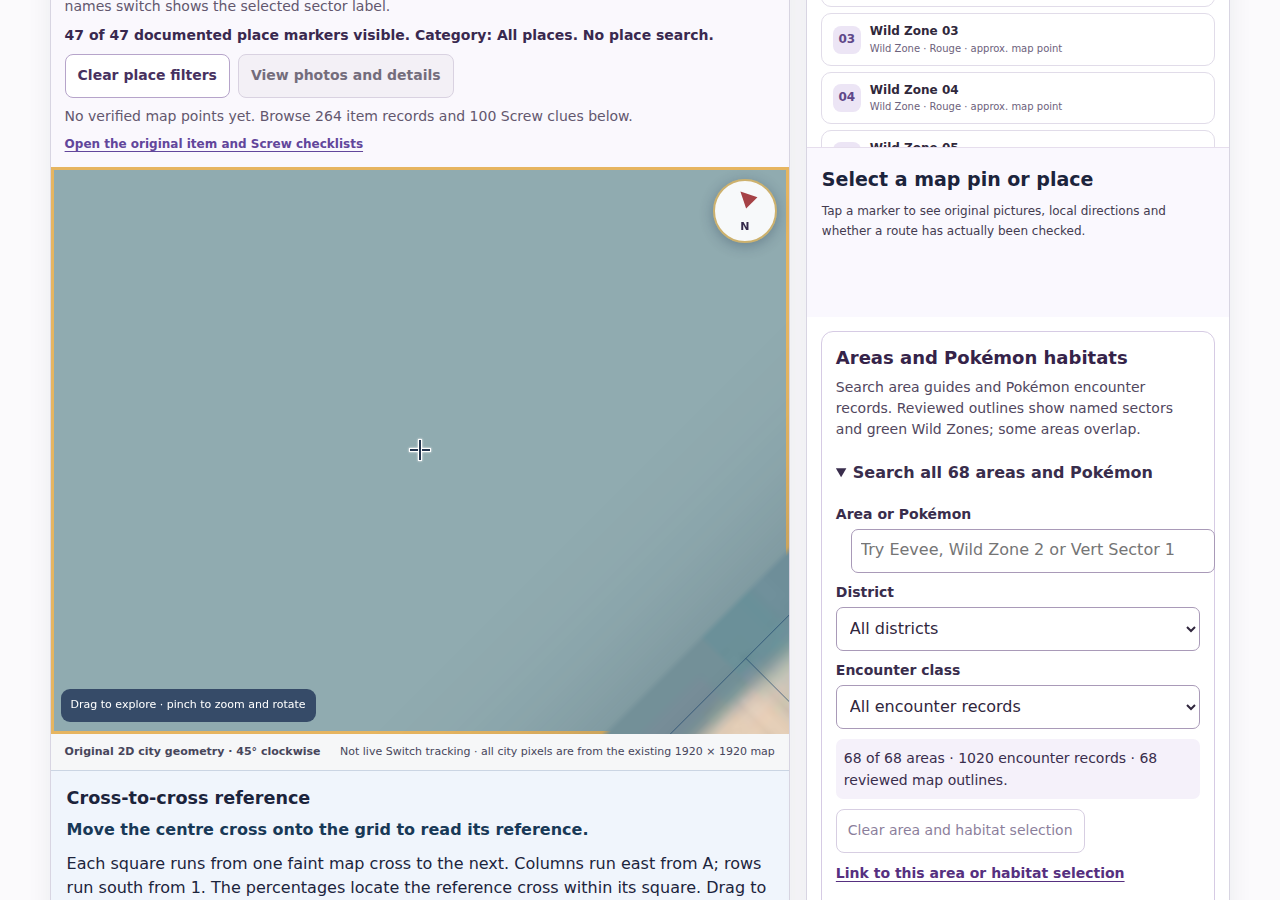 names switch shows the selected sector label.
47 of 47 documented place markers visible. Category: All places. No place search.
Clear place filters
View photos and details
No verified map points yet. Browse 264 item records and 100 Screw clues below.
Open the original item and Screw checklists
N
Drag to explore · pinch to zoom and rotate
Original 2D city geometry · 45° clockwise
Not live Switch tracking · all city pixels are from the existing 1920 × 1920 map
Cross-to-cross reference
Move the centre cross onto the grid to read its reference.
Each square runs from one faint map cross to the next. Columns run east from A; rows
run south from 1. The percentages locate the reference cross within its square. Drag to
03
Wild Zone 03
Wild Zone · Rouge · approx. map point
04
Wild Zone 04
Wild Zone · Rouge · approx. map point
Wild Zone 05
Select a map pin or place
Tap a marker to see original pictures, local directions and
whether a route has actually been checked.
Areas and Pokémon habitats
Search area guides and Pokémon encounter
records. Reviewed outlines show named sectors
and green Wild Zones; some areas overlap.
▼ Search all 68 areas and Pokémon
Area or Pokémon
Try Eevee, Wild Zone 2 or Vert Sector 1
District
All districts
Encounter class
All encounter records
68 of 68 areas · 1020 encounter records · 68
reviewed map outlines.
Clear area and habitat selection
Link to this area or habitat selection